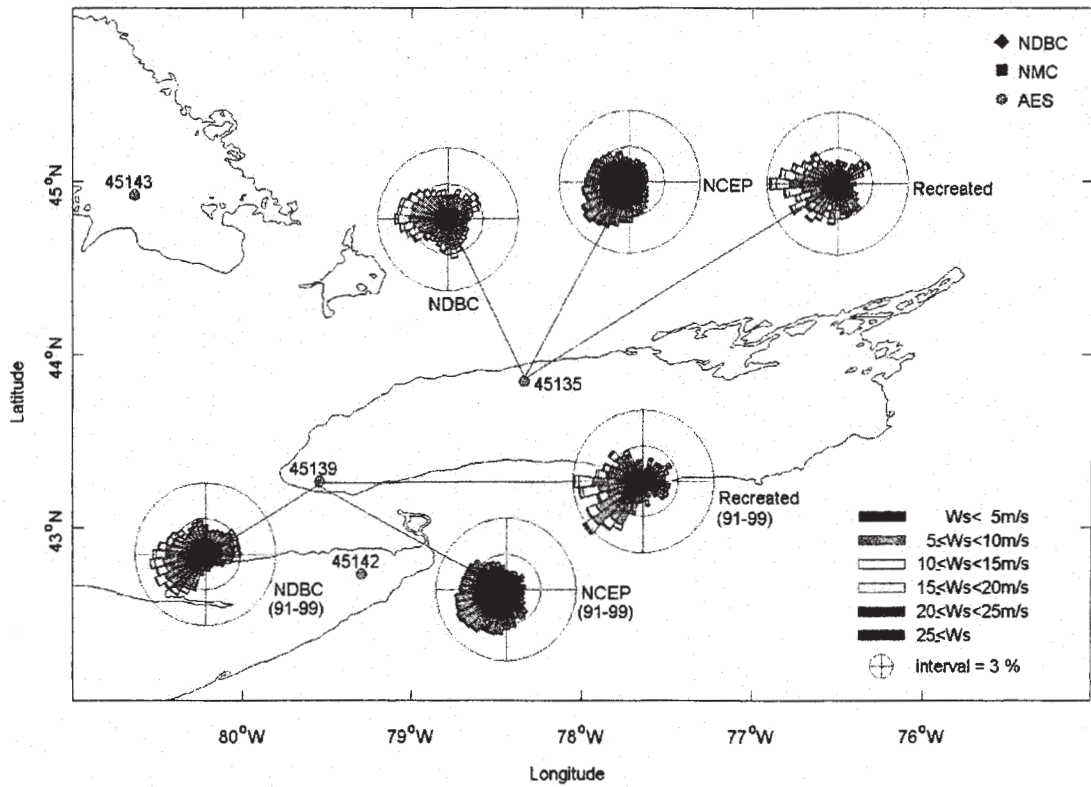 NDBC
NMC
AES
45143
NDBC
NCEP
Recreated
45135
45139
45142
NDBC
(91-99)
NCEP
(91-99)
Recreated
(91-99)
Ws< 5m/s
5≤Ws<10m/s
10≤Ws<15m/s
15≤Ws<20m/s
20≤Ws<25m/s
25≤Ws
interval = 3 %
45°N
44°N
43°N
Latitude
80°W
79°W
78°W
77°W
76°W
Longitude